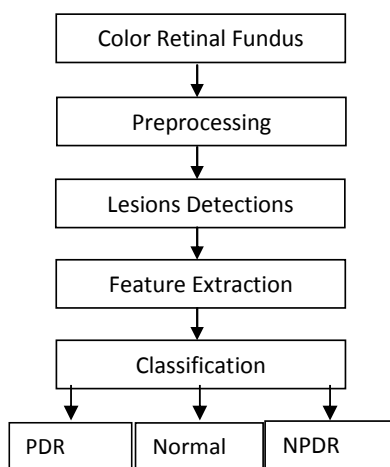 Color Retinal Fundus
Preprocessing
Lesions Detections
Feature Extraction
Classification
PDR Normal NPDR